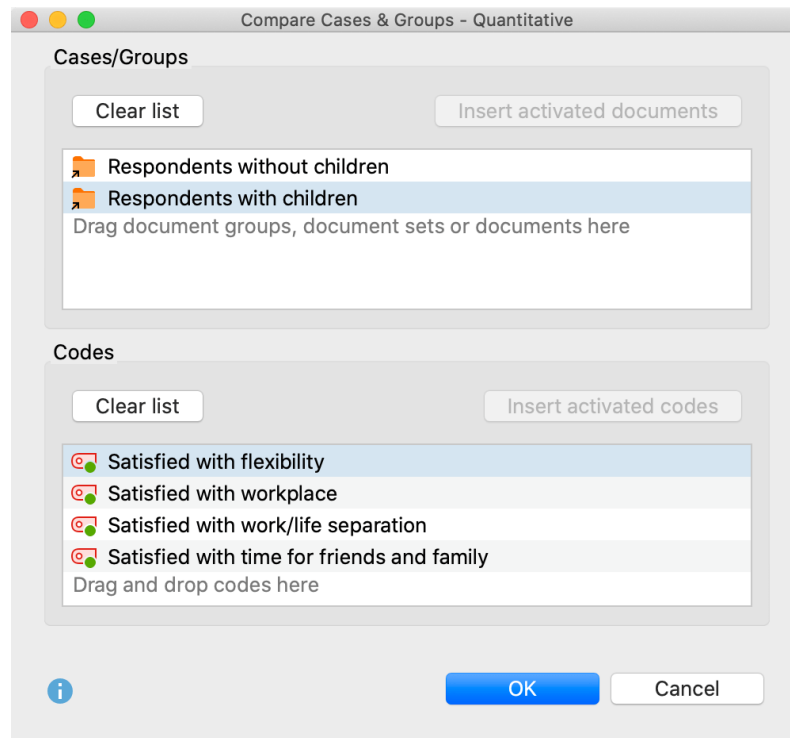 Compare Cases & Groups - Quantitative
Cases/Groups
Clear list
Insert activated documents
Respondents without children
Respondents with children
Drag document groups, document sets or documents here
Codes
Clear list
Insert activated codes
Satisfied with flexibility
Satisfied with workplace
Satisfied with work/life separation
Satisfied with time for friends and family
Drag and drop codes here
OK
Cancel